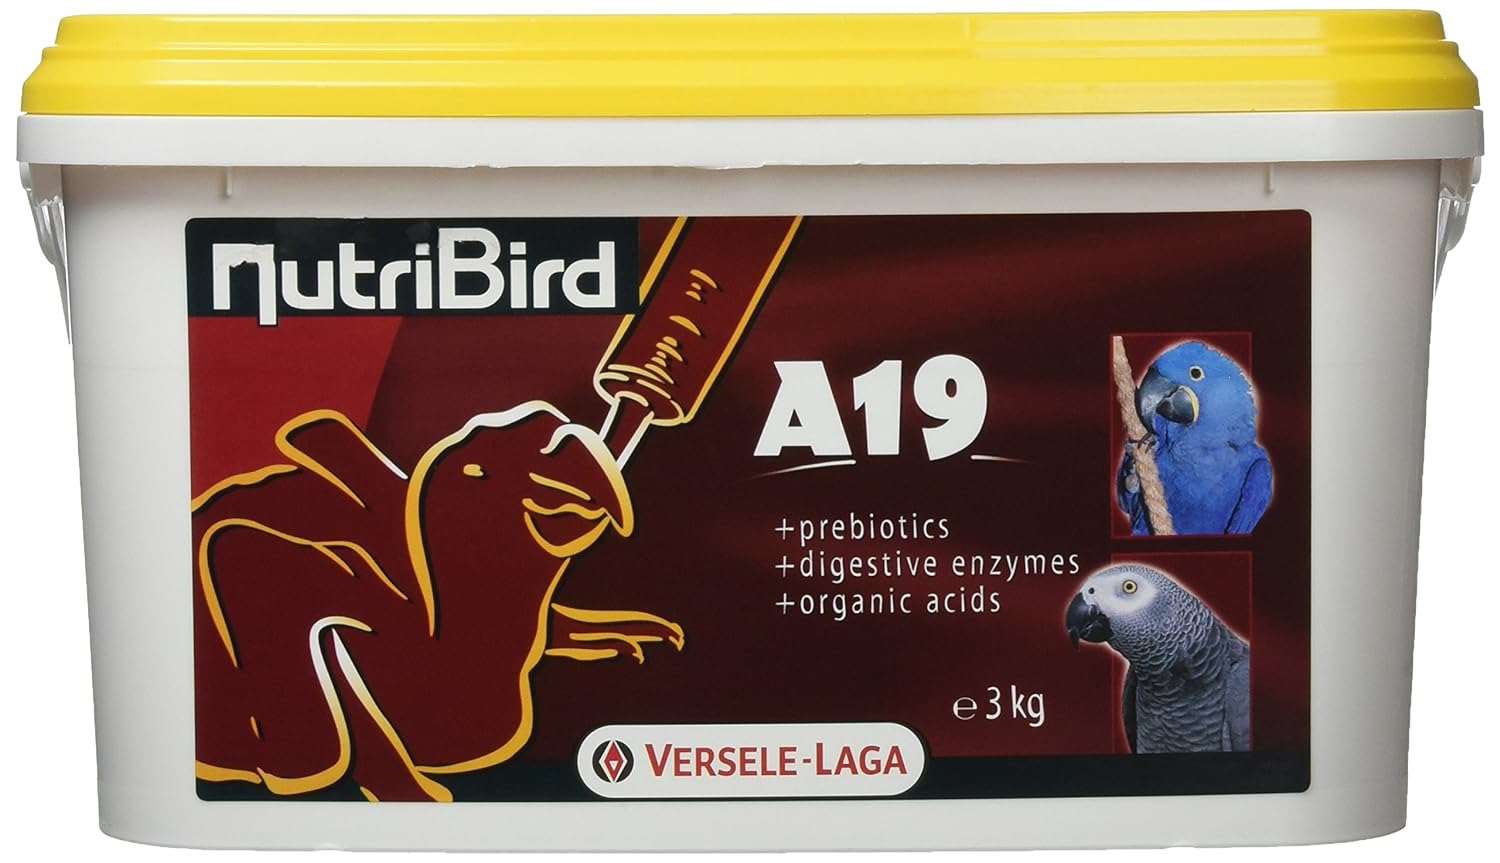 NutriBird
A19
+prebiotics
+digestive enzymes
+organic acids
℮ 3 kg
VERSELE-LAGA